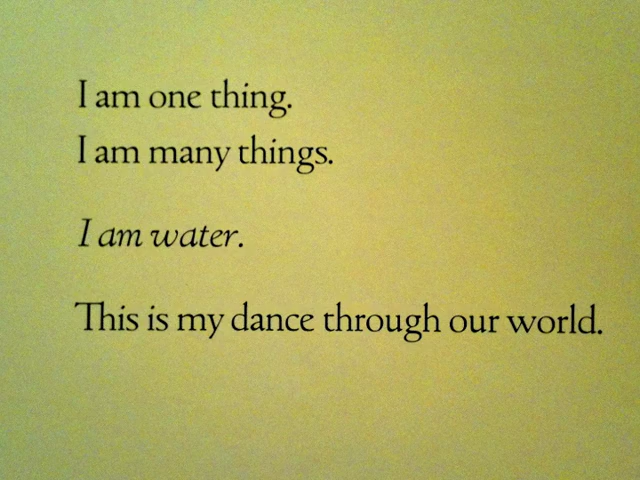 I am one thing.
I am many things.
I am water.
This is my dance through our world.